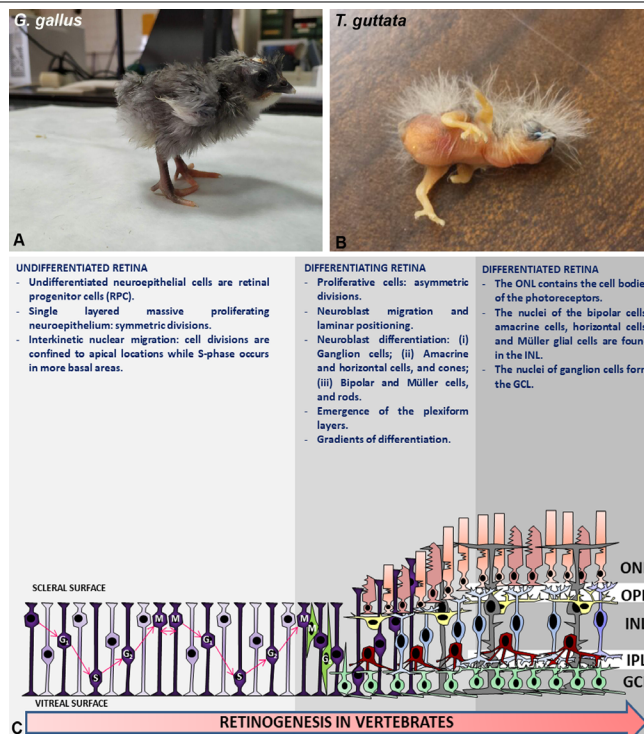 G. gallus
T. guttata
A
B
UNDIFFERENTIATED RETINA
- Undifferentiated neuroepithelial cells are retinal
progenitor cells (RPC).
- Single layered massive proliferating
neuroepithelium: symmetric divisions.
- Interkinetic nuclear migration: cell divisions are
confined to apical locations while S-phase occurs
in more basal areas.
DIFFERENTIATING RETINA
- Proliferative cells: asymmetric
divisions.
- Neuroblast migration and
laminar positioning.
- Neuroblast differentiation: (i)
Ganglion cells; (ii) Amacrine
and horizontal cells, and cones;
(iii) Bipolar and Müller cells,
and rods.
- Emergence of the plexiform
layers.
- Gradients of differentiation.
DIFFERENTIATED RETINA
- The ONL contains the cell bodie
of the photoreceptors.
- The nuclei of the bipolar cells
amacrine cells, horizontal cells
and Müller glial cells are foun
in the INL.
- The nuclei of ganglion cells form
the GCL.
SCLERAL SURFACE
ON
OPL
INL
IPL
GCL
M M M
G1 G1
G2 G2
S S
VITREAL SURFACE
C
RETINOGENESIS IN VERTEBRATES